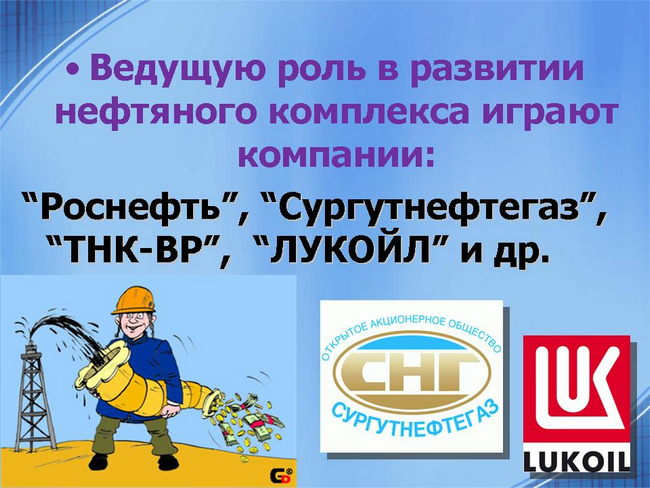 • Ведущую роль в развитии
нефтяного комплекса играют
компании:
“Роснефть”, “Сургутнефтегаз”,
“ТНК-ВР”, “ЛУКОЙЛ” и др.
ОТКРЫТОЕ АКЦИОНЕРНОЕ ОБЩЕСТВО
СНГ
СУРГУТНЕФТЕГАЗ
LUK
LUKOIL